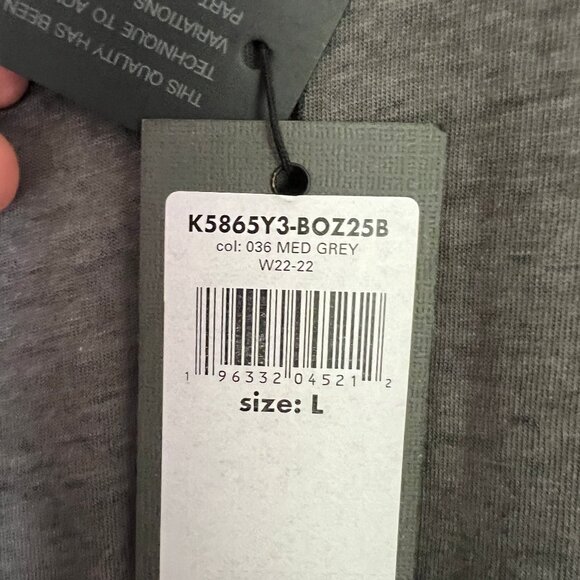 THIS QUALITY HAS BEEN
TECHNIQUE TO
VARIATIONS
PART
K5865Y3-BOZ25B
col: 036 MED GREY
W22-22
1 96332 04521 2
size: L